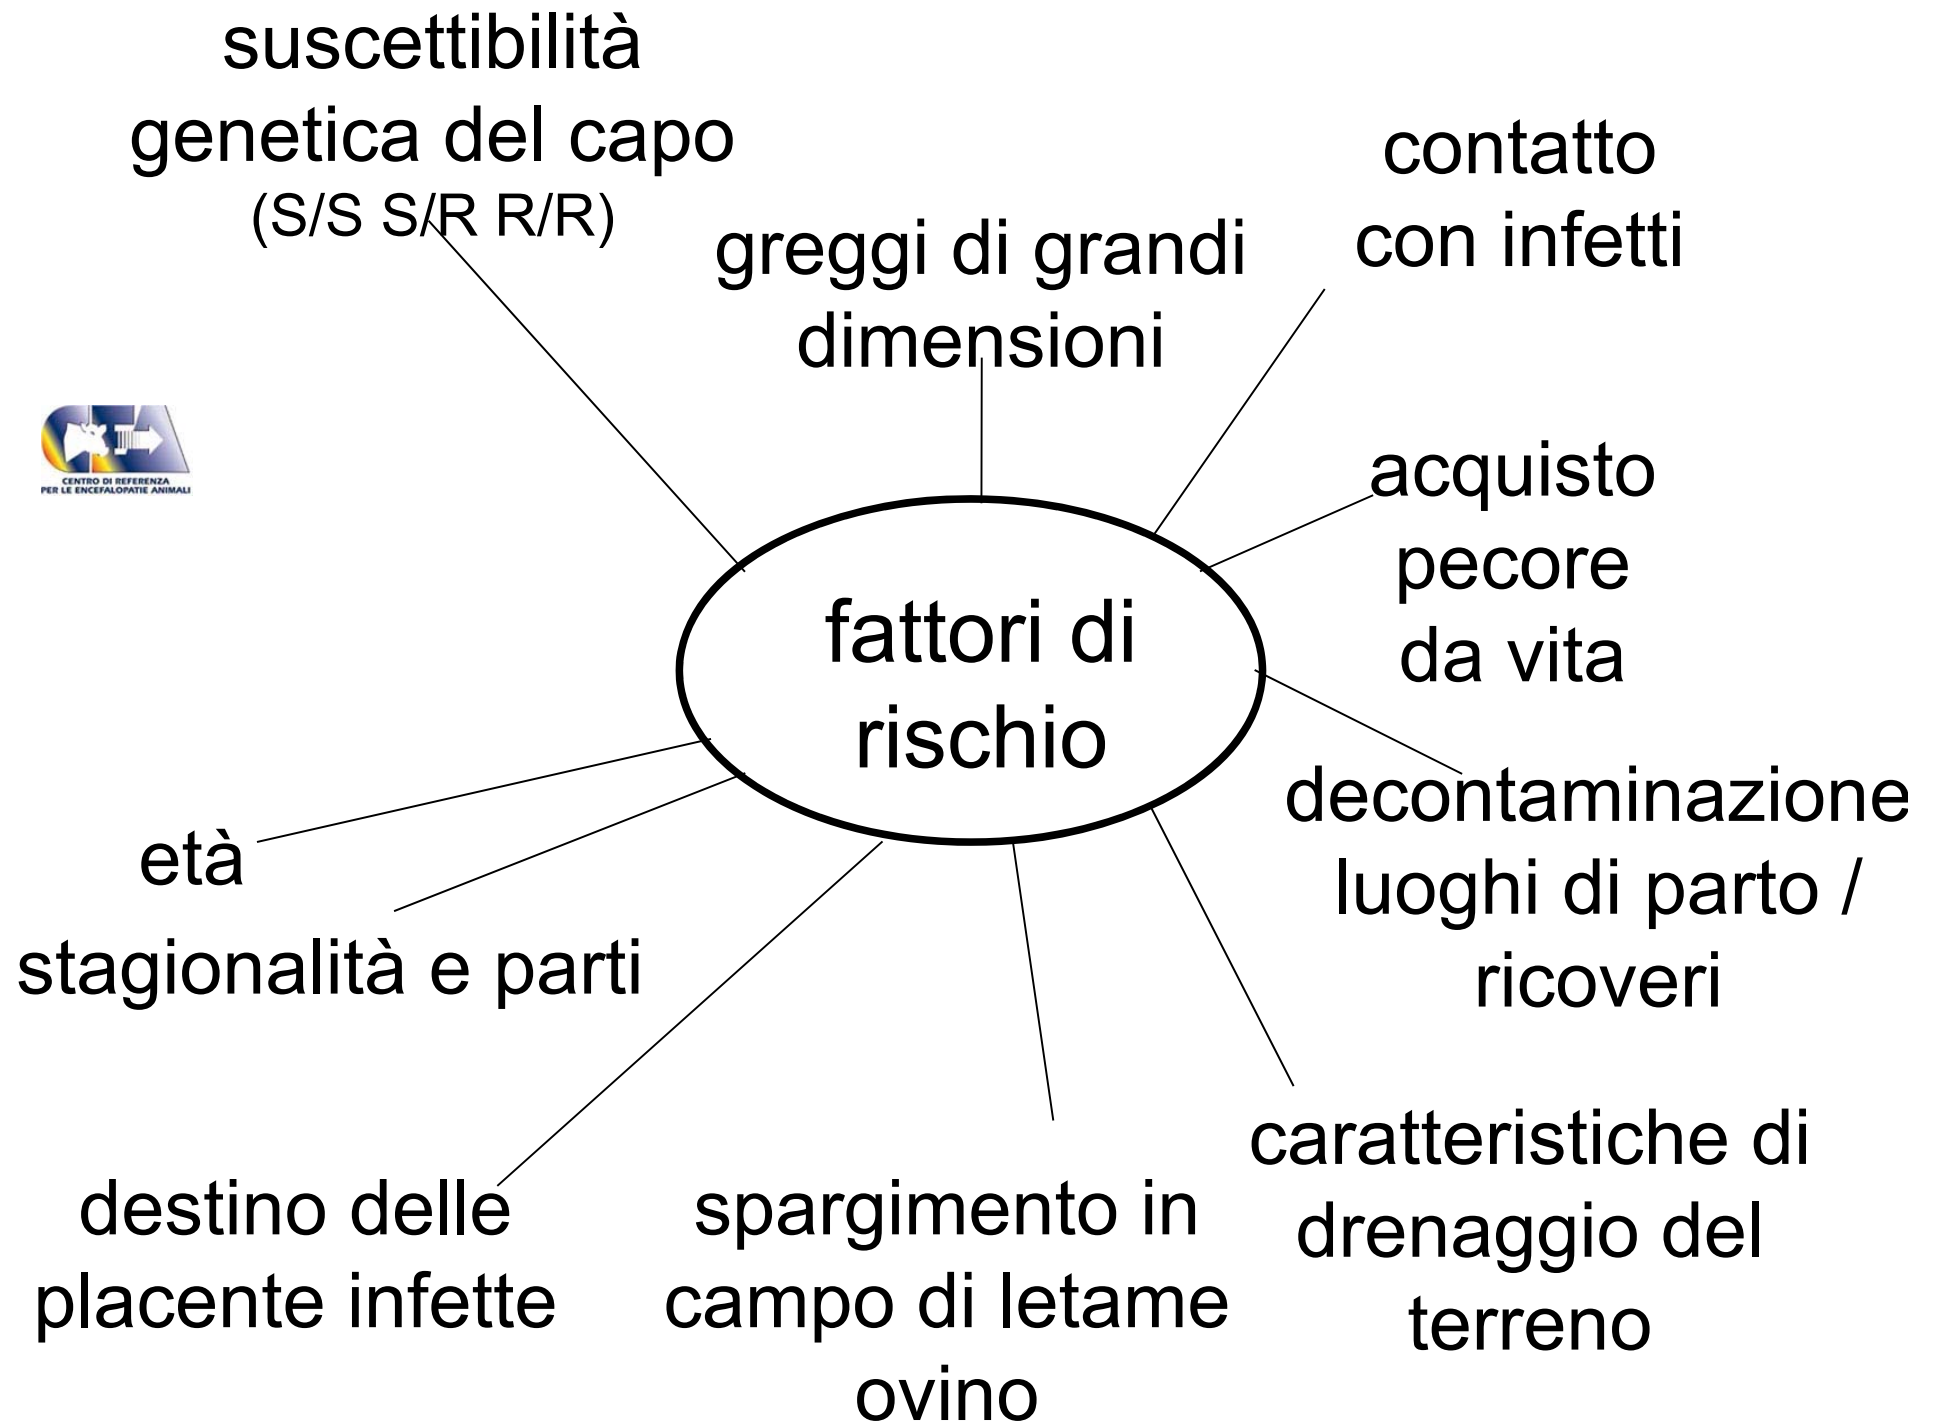 suscettibilità
genetica del capo
(S/S S/R R/R)
greggi di grandi
dimensioni
contatto
con infetti
CENTRO DI REFERENZA
PER LE ENCEFALOPATIE ANIMALI
acquisto
pecore
da vita
fattori di
rischio
decontaminazione
luoghi di parto /
ricoveri
età
stagionalità e parti
destino delle
placente infette
spargimento in
campo di letame
ovino
caratteristiche di
drenaggio del
terreno